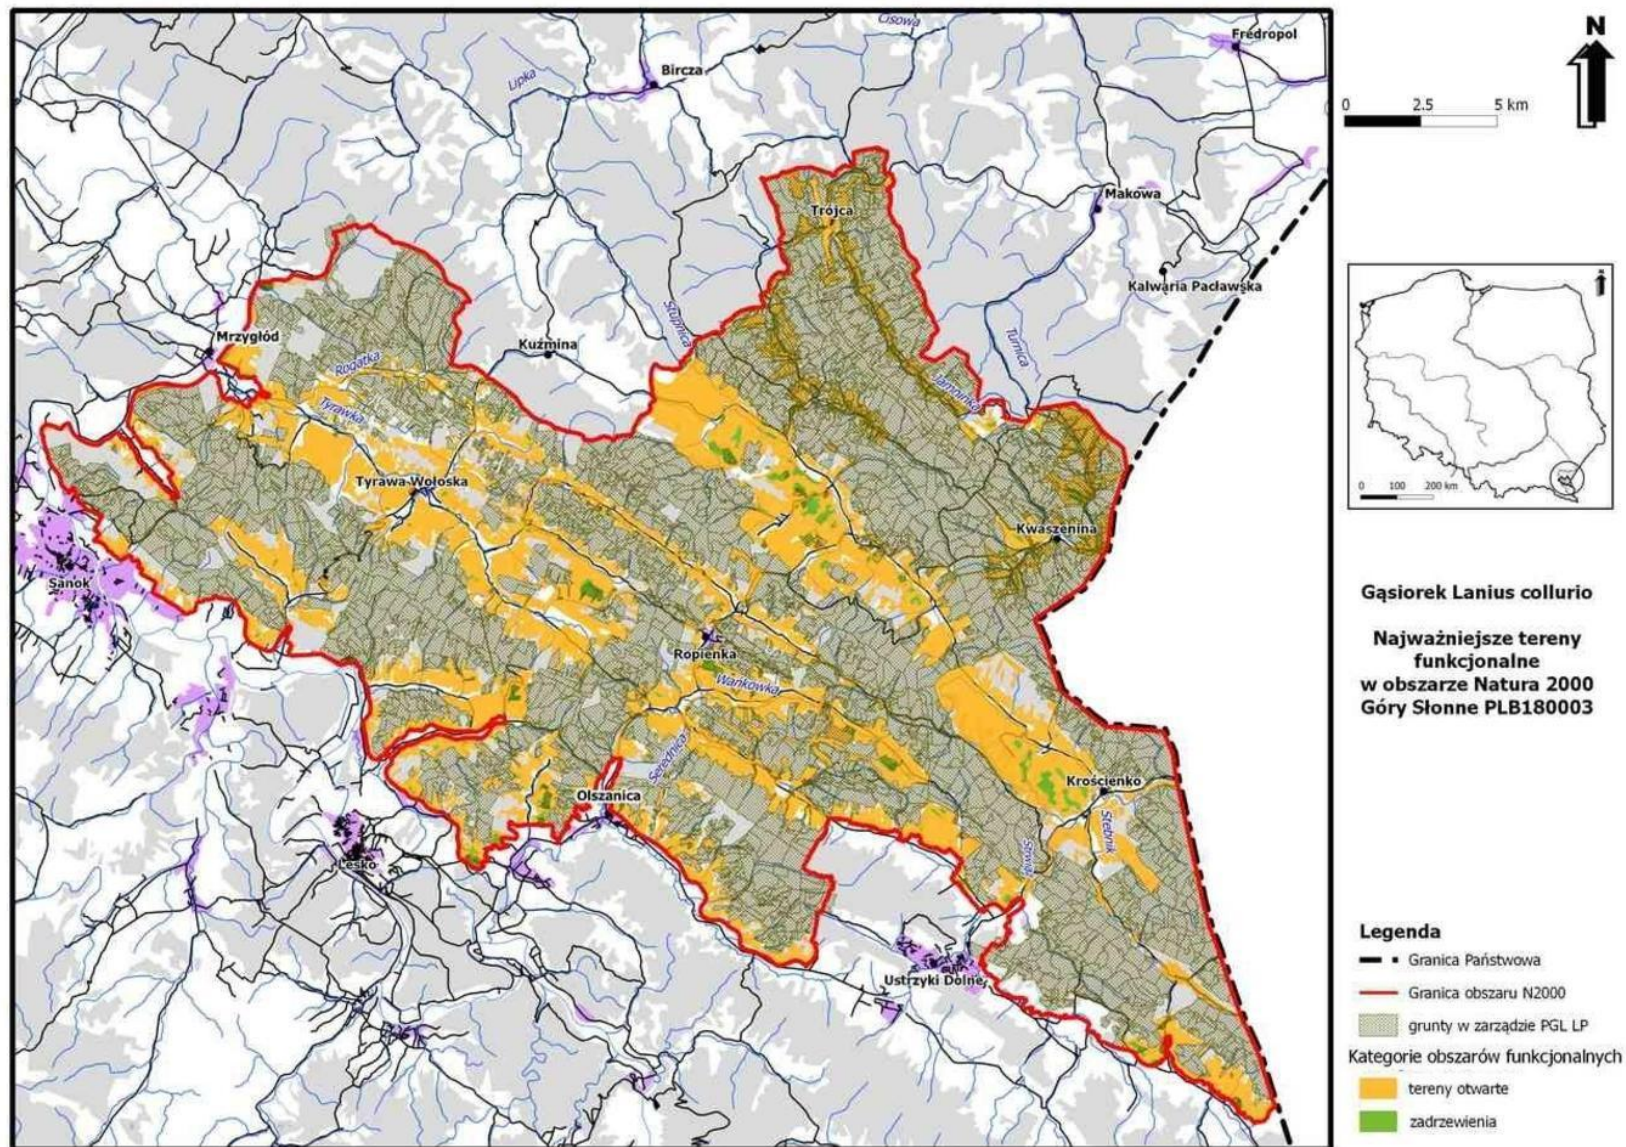 Cisowa
Fredropol
Bircza
Lipka
Makowa
Trójca
Kalwaria Pacławska
Stupnica
Mrzygłód
Kuźmina
Turnica
Rogatka
Jamninka
Tyrawka
Tyrawa Wołoska
Kwaszenina
Sanok
Ropienka
Wańkowka
Serednica
Olszanica
Krościenko
Stebnik
Lesko
Ustrzyki Dolne
N
0 2.5 5 km
N
0 100 200 km
Gąsiorek Lanius collurio
Najważniejsze tereny
funkcjonalne
w obszarze Natura 2000
Góry Słonne PLB180003
Legenda
Granica Państwowa
Granica obszaru N2000
grunty w zarządzie PGL LP
Kategorie obszarów funkcjonalnych
tereny otwarte
zadrzewienia